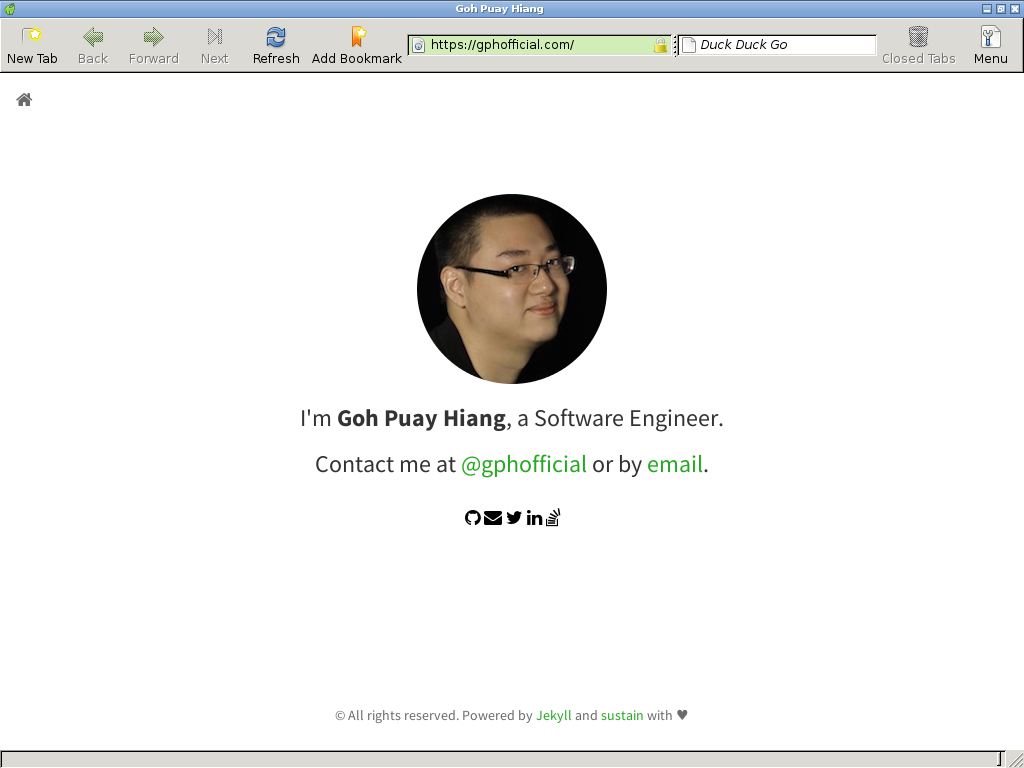 Goh Puay Hiang
New Tab Back Forward Next Refresh Add Bookmark https://gphofficial.com/ Duck Duck Go Closed Tabs Menu
I'm Goh Puay Hiang, a Software Engineer.
Contact me at @gphofficial or by email.
© All rights reserved. Powered by Jekyll and sustain with ♥